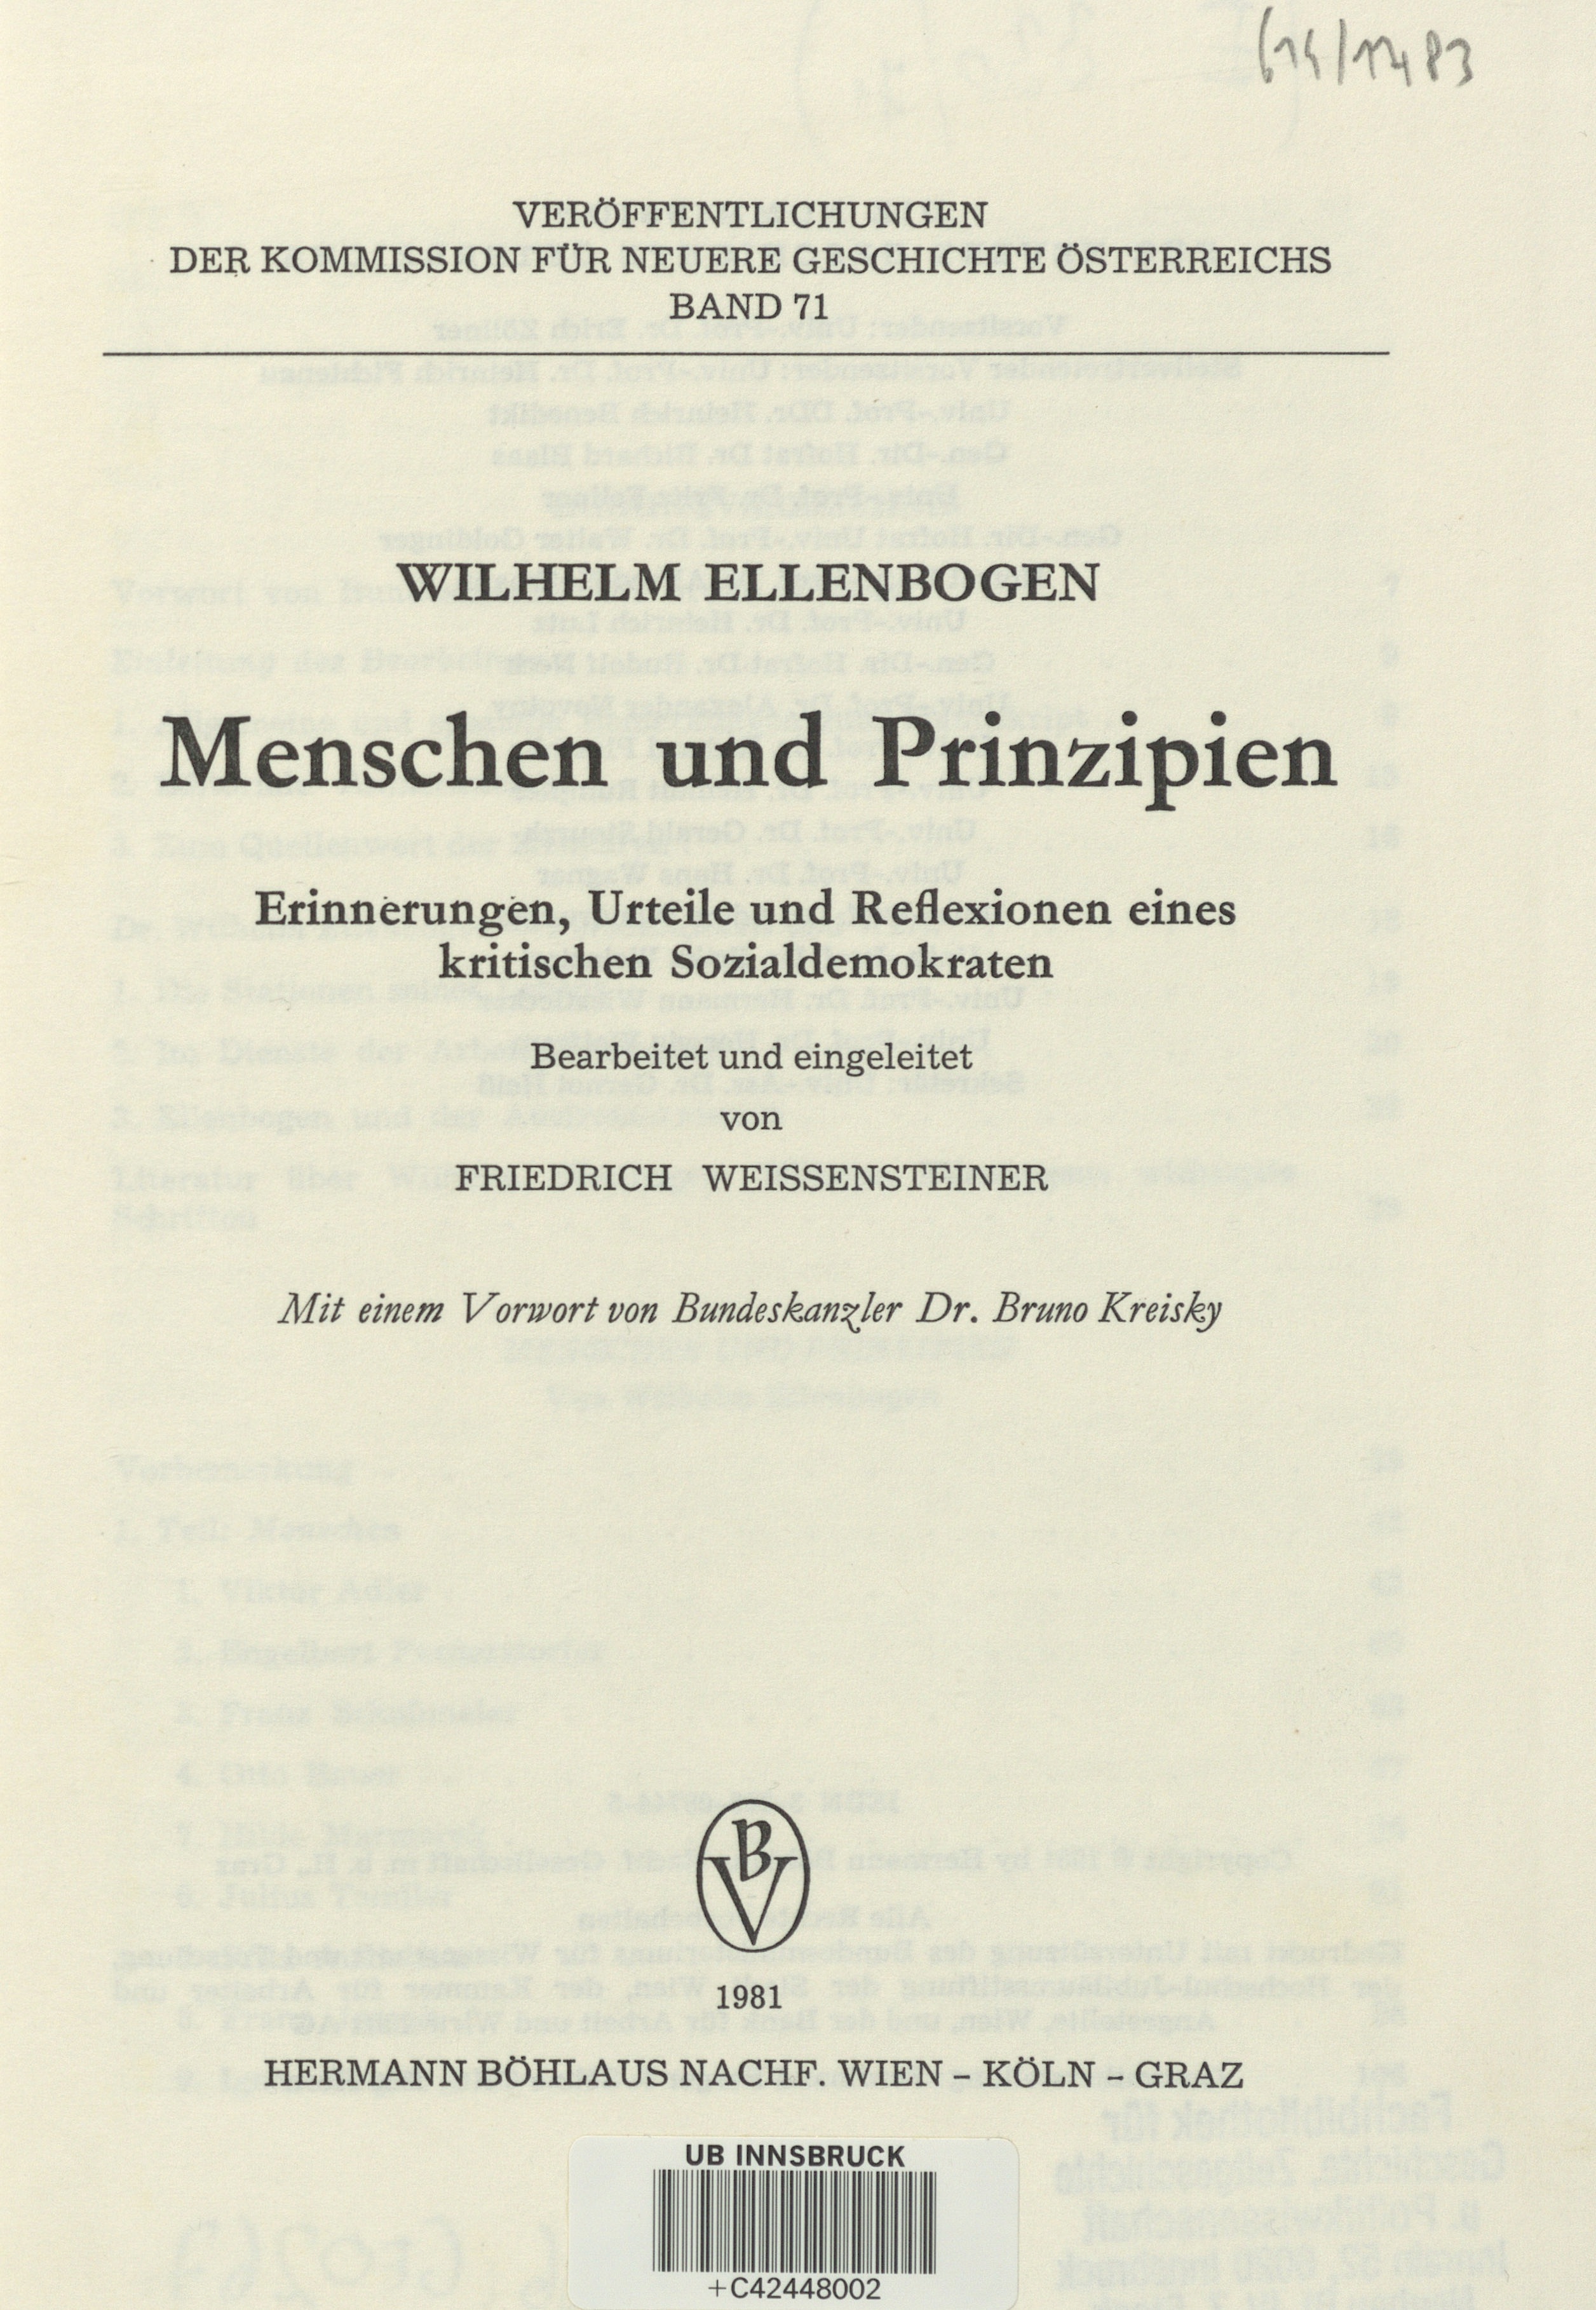 VERÖFFENTLICHUNGEN
DER KOMMISSION FÜR NEUERE GESCHICHTE ÖSTERREICHS
BAND 71
WILHELM ELLENBOGEN
Menschen und Prinzipien
Erinnerungen, Urteile und Reflexionen eines
kritischen Sozialdemokraten
Bearbeitet und eingeleitet
von
FRIEDRICH WEISSENSTEINER
Mit einem Vorwort von Bundeskanzler Dr. Bruno Kreisky
BV
1981
HERMANN BÖHLAUS NACHF. WIEN – KÖLN – GRAZ
UB INNSBRUCK
+C42448002